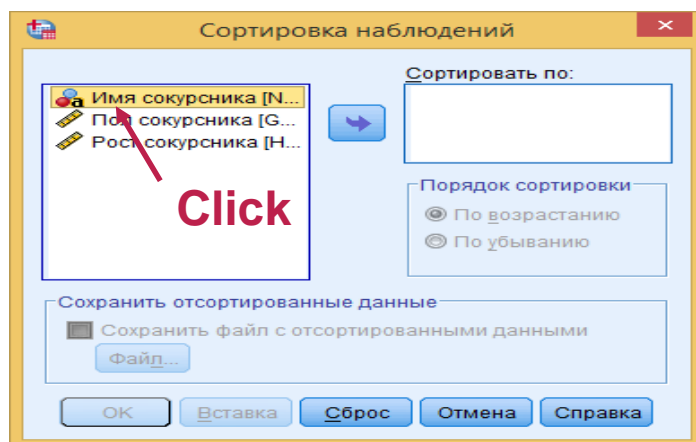 Сортировка наблюдений
Сортировать по:
Имя сокурсника [N...
Пол сокурсника [G...
Рост сокурсника [H...
Click
Порядок сортировки
По возрастанию
По убыванию
Сохранить отсортированные данные
Сохранить файл с отсортированными данными
Файл...
OK Вставка Сброс Отмена Справка